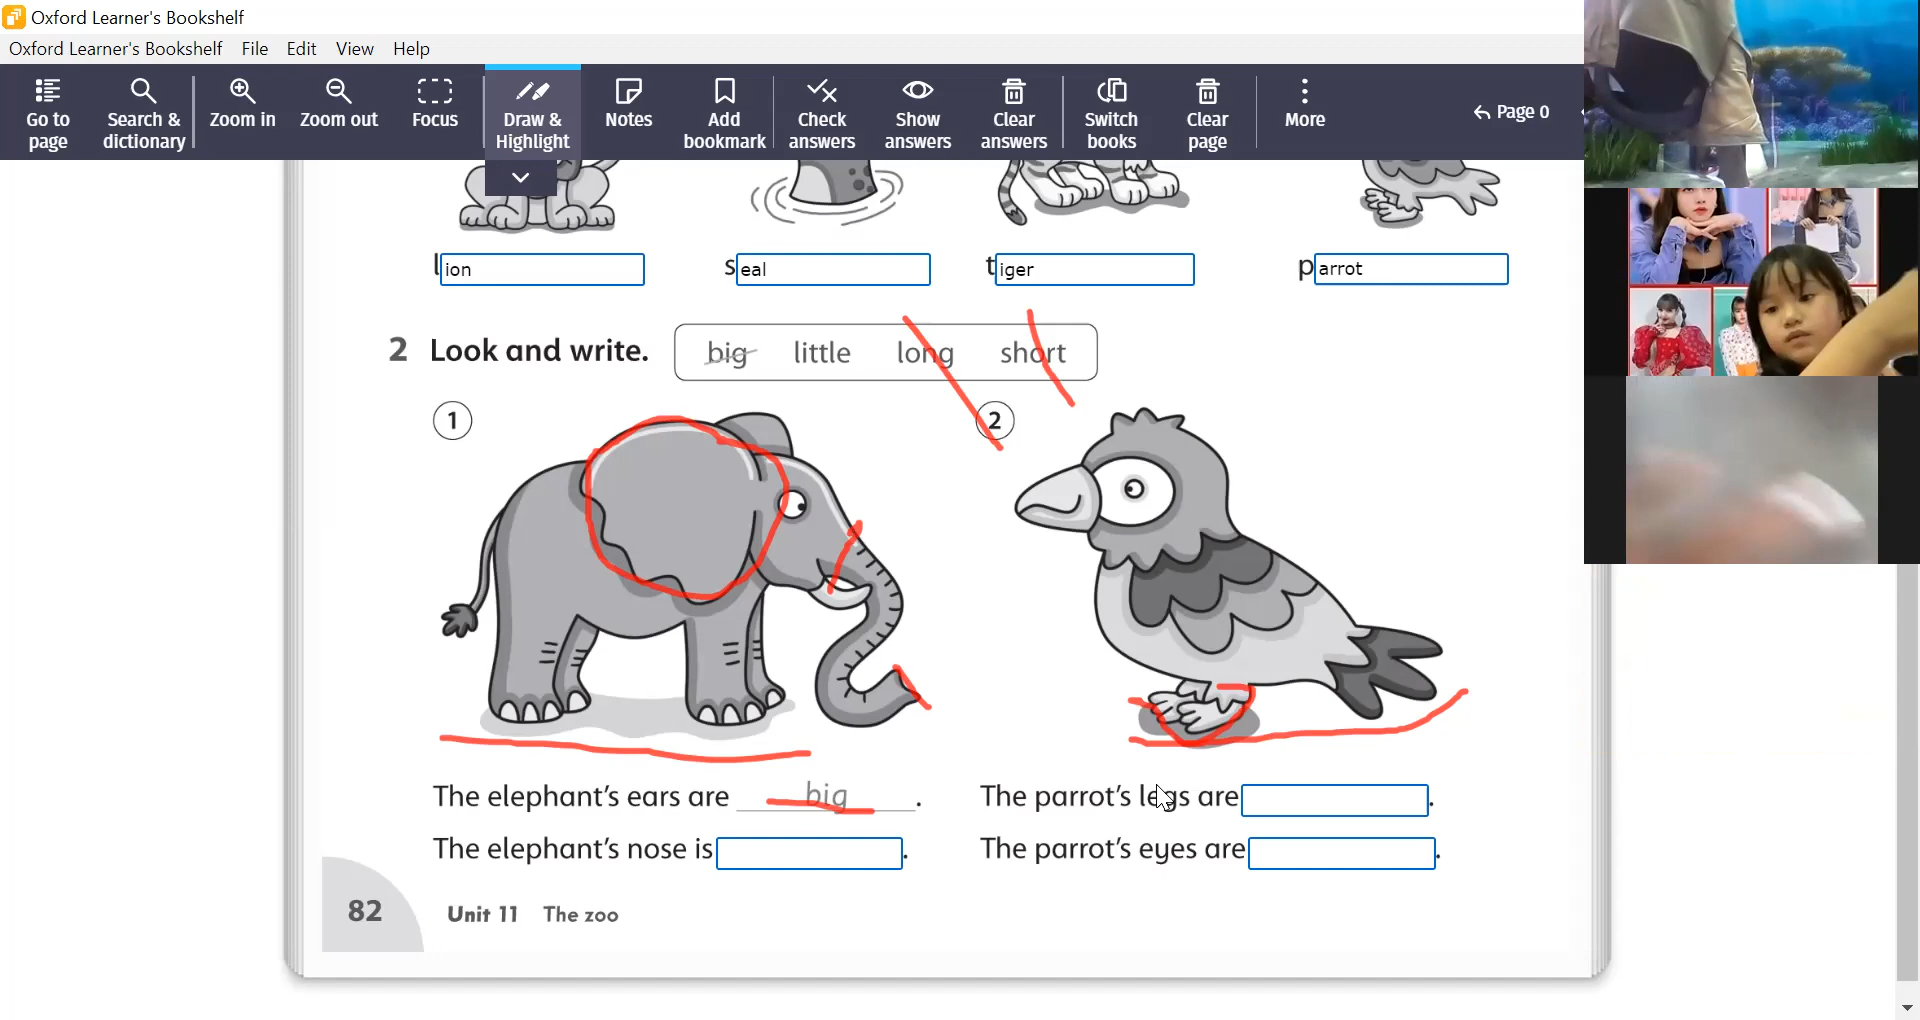 Oxford Learner's Bookshelf
Oxford Learner's Bookshelf File Edit View Help
Go to page
Search & dictionary
Zoom in
Zoom out
Focus
Draw & Highlight
Notes
Add bookmark
Check answers
Show answers
Clear answers
Switch books
Clear page
More
Page 0
lion seal tiger parrot
2 Look and write. big little long short
1 2
The elephant's ears are big.
The elephant's nose is .
The parrot's legs are .
The parrot's eyes are .
82 Unit 11 The zoo